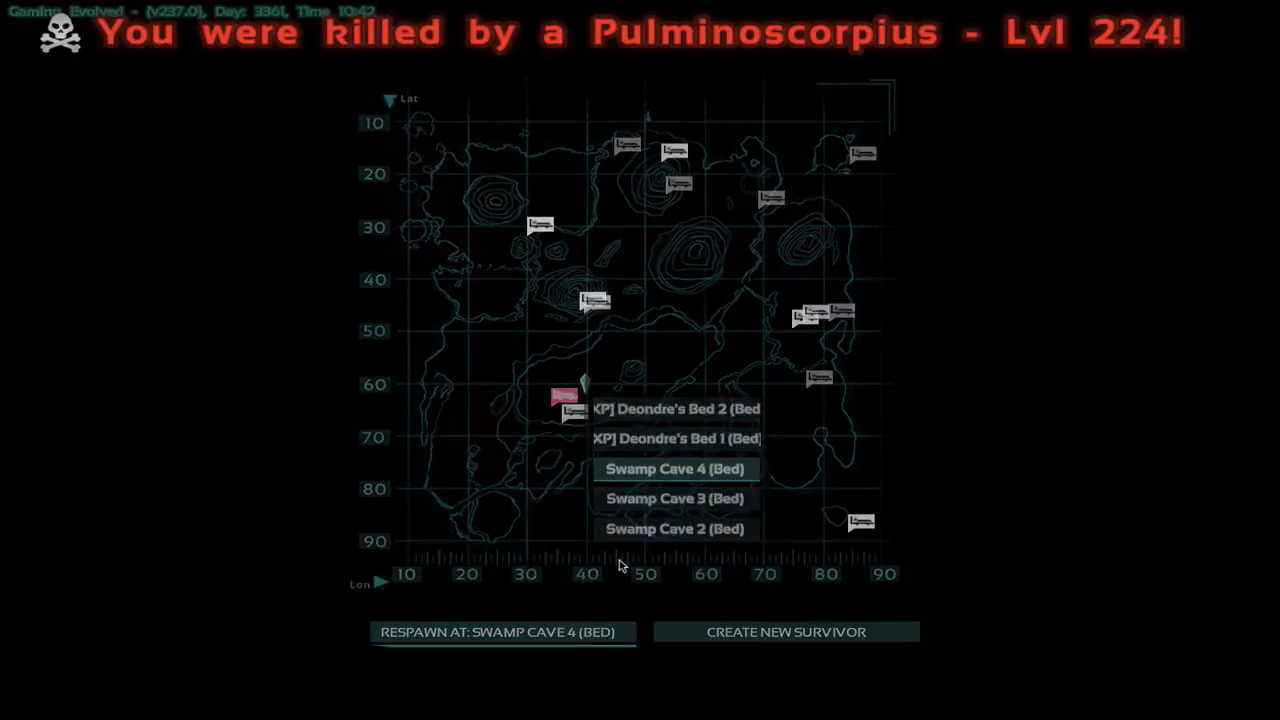 Gaming Evolved - (v237.0), Day: 3361, Time 10:42
You were killed by a Pulminoscorpius - Lvl 224!
Lat
10
20
30
40
50
60
70
80
90
XP] Deondre's Bed 2 (Bed
XP] Deondre's Bed 1 (Bed)
Swamp Cave 4 (Bed)
Swamp Cave 3 (Bed)
Swamp Cave 2 (Bed)
Lon
10 20 30 40 50 60 70 80 90
RESPAWN AT: SWAMP CAVE 4 (BED)
CREATE NEW SURVIVOR